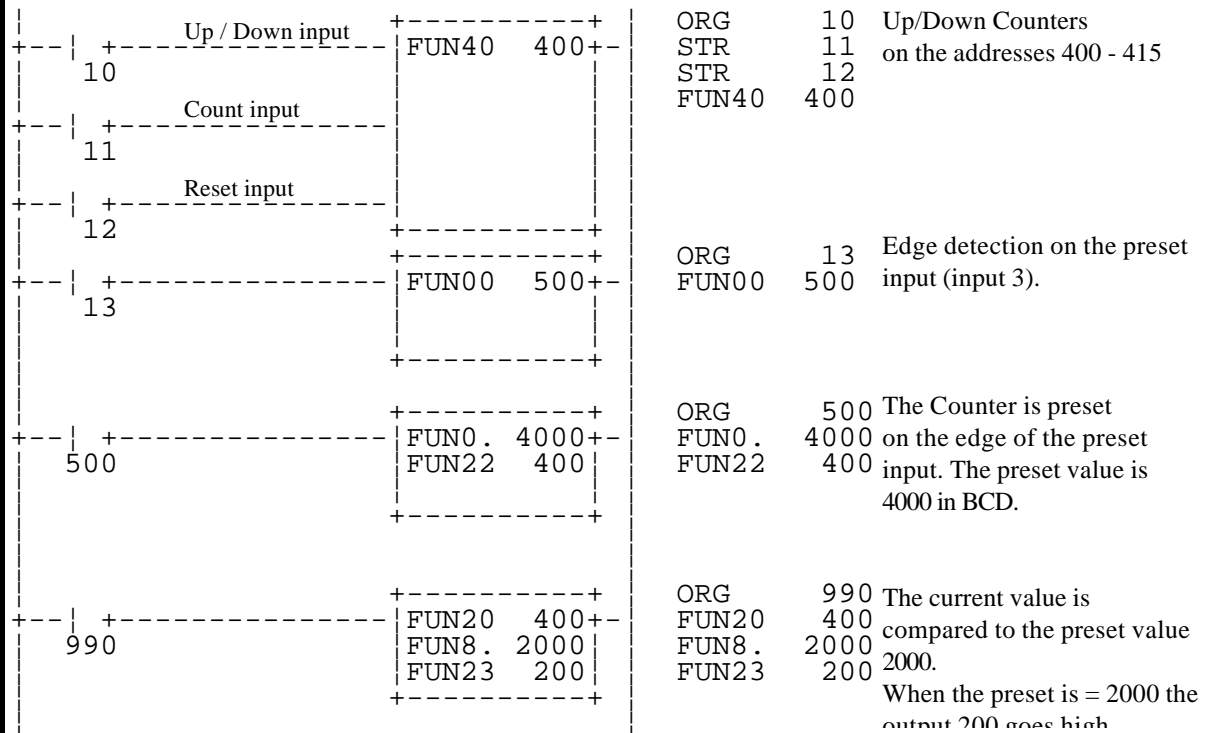 Up / Down input
FUN40 400
10
Count input
11
Reset input
12
ORG 10
STR 11
STR 12
FUN40 400
Up/Down Counters
on the addresses 400 - 415
FUN00 500
13
ORG 13
FUN00 500
Edge detection on the preset
input (input 3).
FUN0. 4000
500
FUN22 400
ORG 500
FUN0. 4000
FUN22 400
The Counter is preset
on the edge of the preset
input. The preset value is
4000 in BCD.
FUN20 400
990
FUN8. 2000
FUN23 200
ORG 990
FUN20 400
FUN8. 2000
FUN23 200
The current value is
compared to the preset value
2000.
When the preset is = 2000 the
output 200 goes high